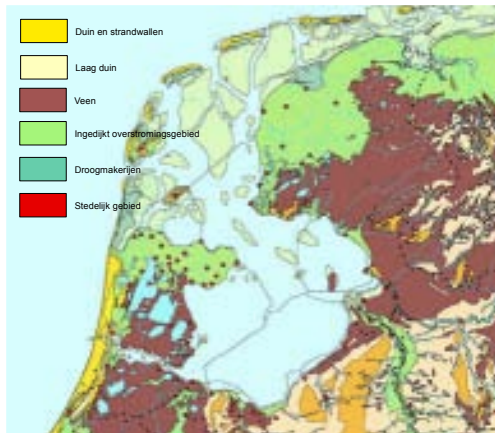 Duin en strandwallen
Laag duin
Veen
Ingedijkt overstromingsgebied
Droogmakerijen
Stedelijk gebied